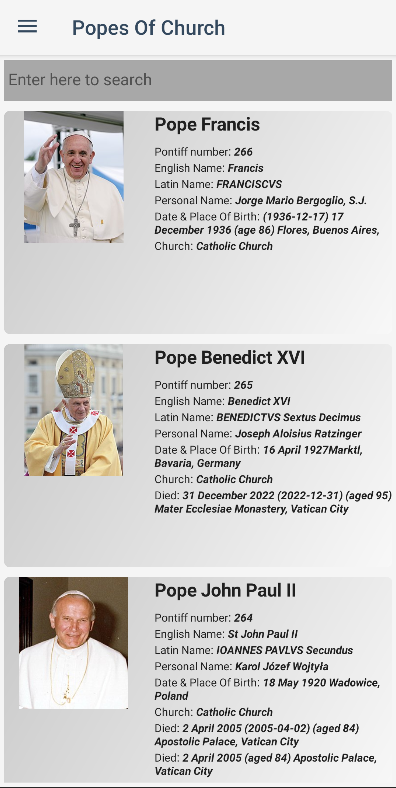 Popes Of Church
Enter here to search
Pope Francis
Pontiff number: 266
English Name: Francis
Latin Name: FRANCISCVS
Personal Name: Jorge Mario Bergoglio, S.J.
Date & Place Of Birth: (1936-12-17) 17
December 1936 (age 86) Flores, Buenos Aires,
Church: Catholic Church
Pope Benedict XVI
Pontiff number: 265
English Name: Benedict XVI
Latin Name: BENEDICTVS Sextus Decimus
Personal Name: Joseph Aloisius Ratzinger
Date & Place Of Birth: 16 April 1927Marktl,
Bavaria, Germany
Church: Catholic Church
Died: 31 December 2022 (2022-12-31) (aged 95)
Mater Ecclesiae Monastery, Vatican City
Pope John Paul II
Pontiff number: 264
English Name: St John Paul II
Latin Name: IOANNES PAVLVS Secundus
Personal Name: Karol Józef Wojtyła
Date & Place Of Birth: 18 May 1920 Wadowice,
Poland
Church: Catholic Church
Died: 2 April 2005 (2005-04-02) (aged 84)
Apostolic Palace, Vatican City
Died: 2 April 2005 (aged 84) Apostolic Palace,
Vatican City